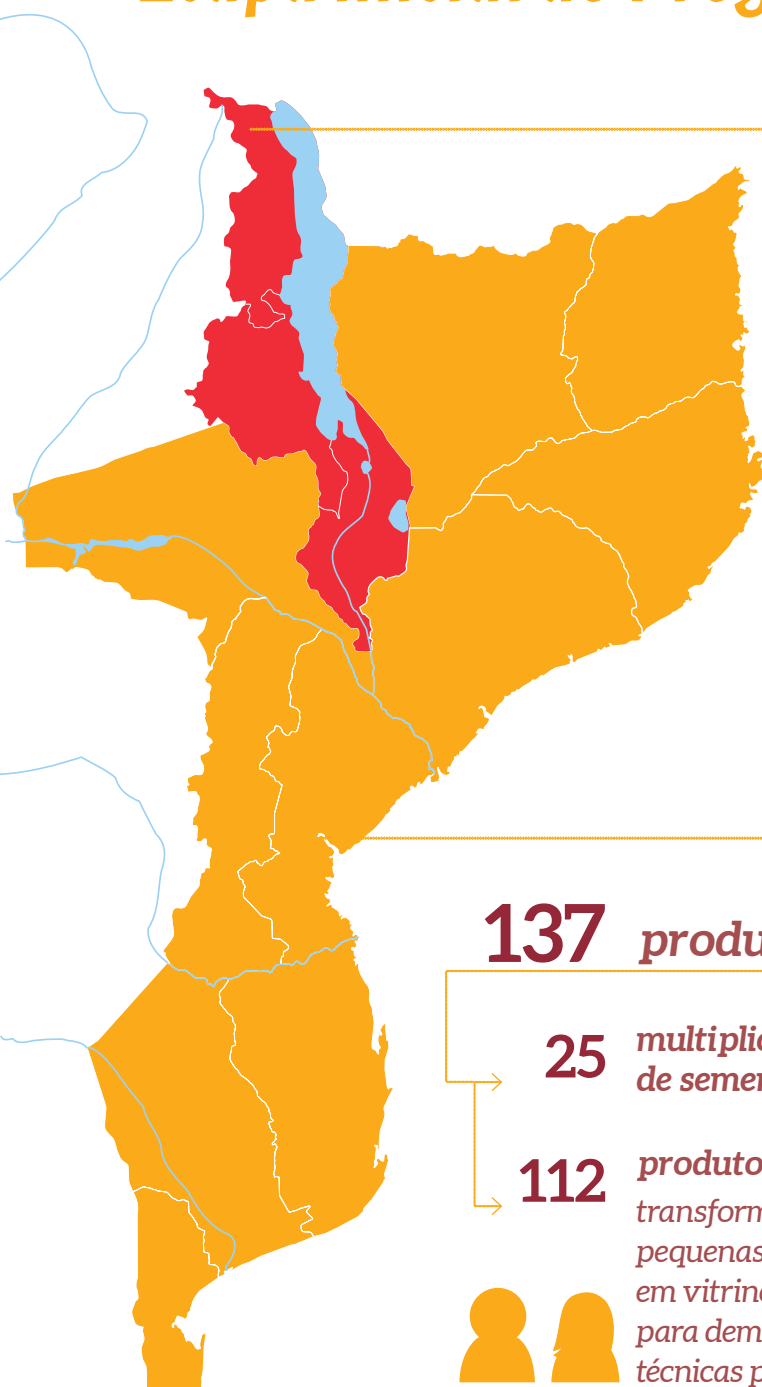 137 produ
25 multiplic
de semen
112 produto
transform
pequenas
em vitrine
para dem
técnicas p